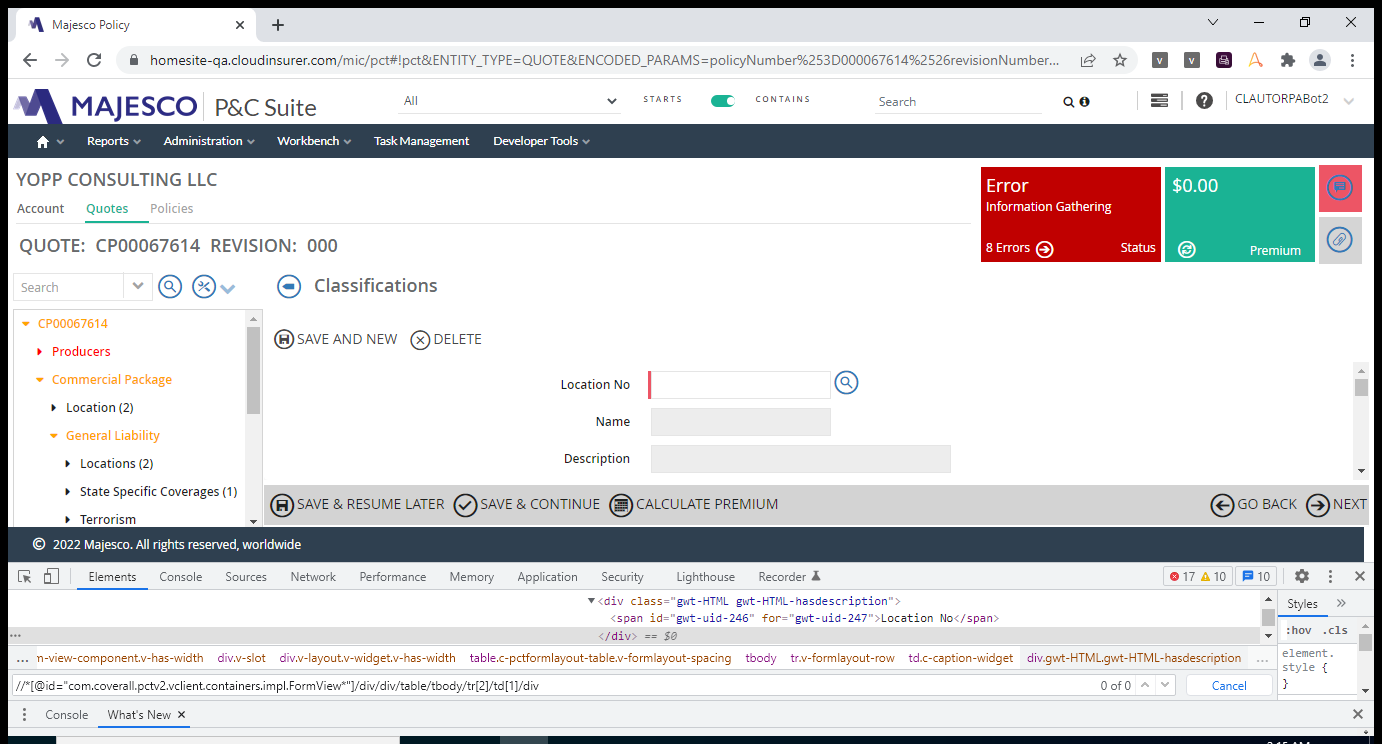 Majesco Policy
homesite-qa.cloudinsurer.com/mic/pct#!pct&ENTITY_TYPE=QUOTE&ENCODED_PARAMS=policyNumber%253D000067614%2526revisionNumber...
MAJESCO P&C Suite
All
STARTS
CONTAINS
Search
CLAUTORPABot2
Reports
Administration
Workbench
Task Management
Developer Tools
YOPP CONSULTING LLC
Account
Quotes
Policies
Error
Information Gathering
8 Errors
Status
$0.00
Premium
QUOTE: CP00067614 REVISION: 000
Search
Classifications
CP00067614
Producers
Commercial Package
Location (2)
General Liability
Locations (2)
State Specific Coverages (1)
Terrorism
SAVE AND NEW
DELETE
Location No
Name
Description
SAVE & RESUME LATER
SAVE & CONTINUE
CALCULATE PREMIUM
GO BACK
NEXT
© 2022 Majesco. All rights reserved, worldwide
Elements
Console
Sources
Network
Performance
Memory
Application
Security
Lighthouse
Recorder
17
10
10
Styles
<div class="gwt-HTML gwt-HTML-hasdescription">
<span id="gwt-uid-246" for="gwt-uid-247">Location No</span>
</div> == $0
:hov .cls
element.
style {
}
... m-view-component.v-has-width div.v-slot div.v-layout.v-widget.v-has-width table.c-pctformlayout-table.v-formlayout-spacing tbody tr.v-formlayout-row td.c-caption-widget div.gwt-HTML.gwt-HTML-hasdescription ...
//*[@id="com.coverall.pctv2.vclient.containers.impl.FormView*"]/div/div/table/tbody/tr[2]/td[1]/div
0 of 0
Cancel
Console
What's New